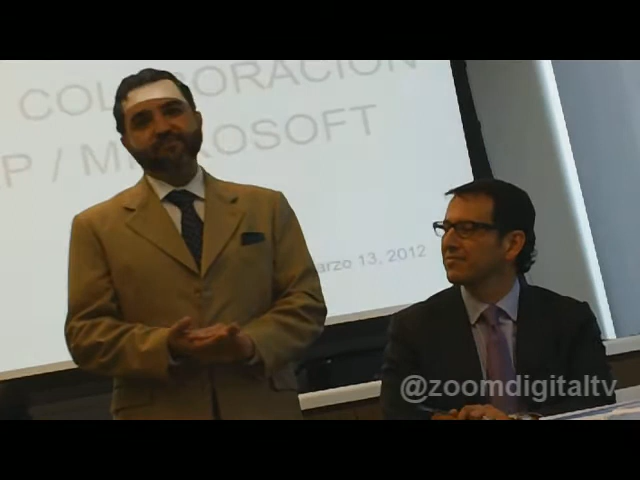 COLABORACIÓN
P / MICROSOFT
arzo 13, 2012
@zoomdigitaltv